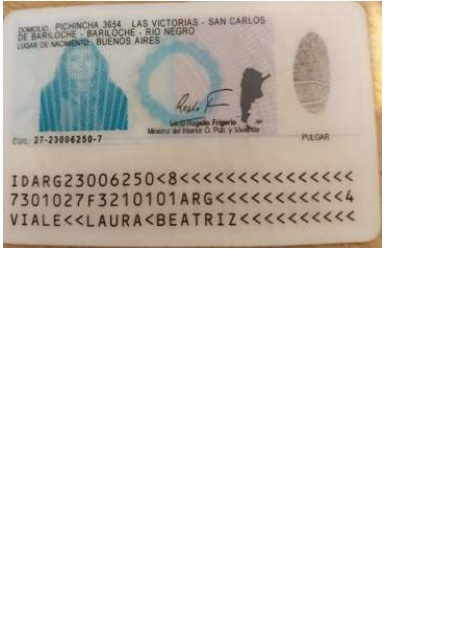 DOMICILIO: PICHINCHA 3654 LAS VICTORIAS - SAN CARLOS
DE BARILOCHE - BARILOCHE - RIO NEGRO
LUGAR DE NACIMIENTO: BUENOS AIRES
Rogelio Frigerio
Ministro del Interior O. Púb. y Vivienda
CUIL: 27-23006250-7
PULGAR
IDARG23006250<8<<<<<<<<<<<<<<<
7301027F3210101ARG<<<<<<<<<<<4
VIALE<<LAURA<BEATRIZ<<<<<<<<<<